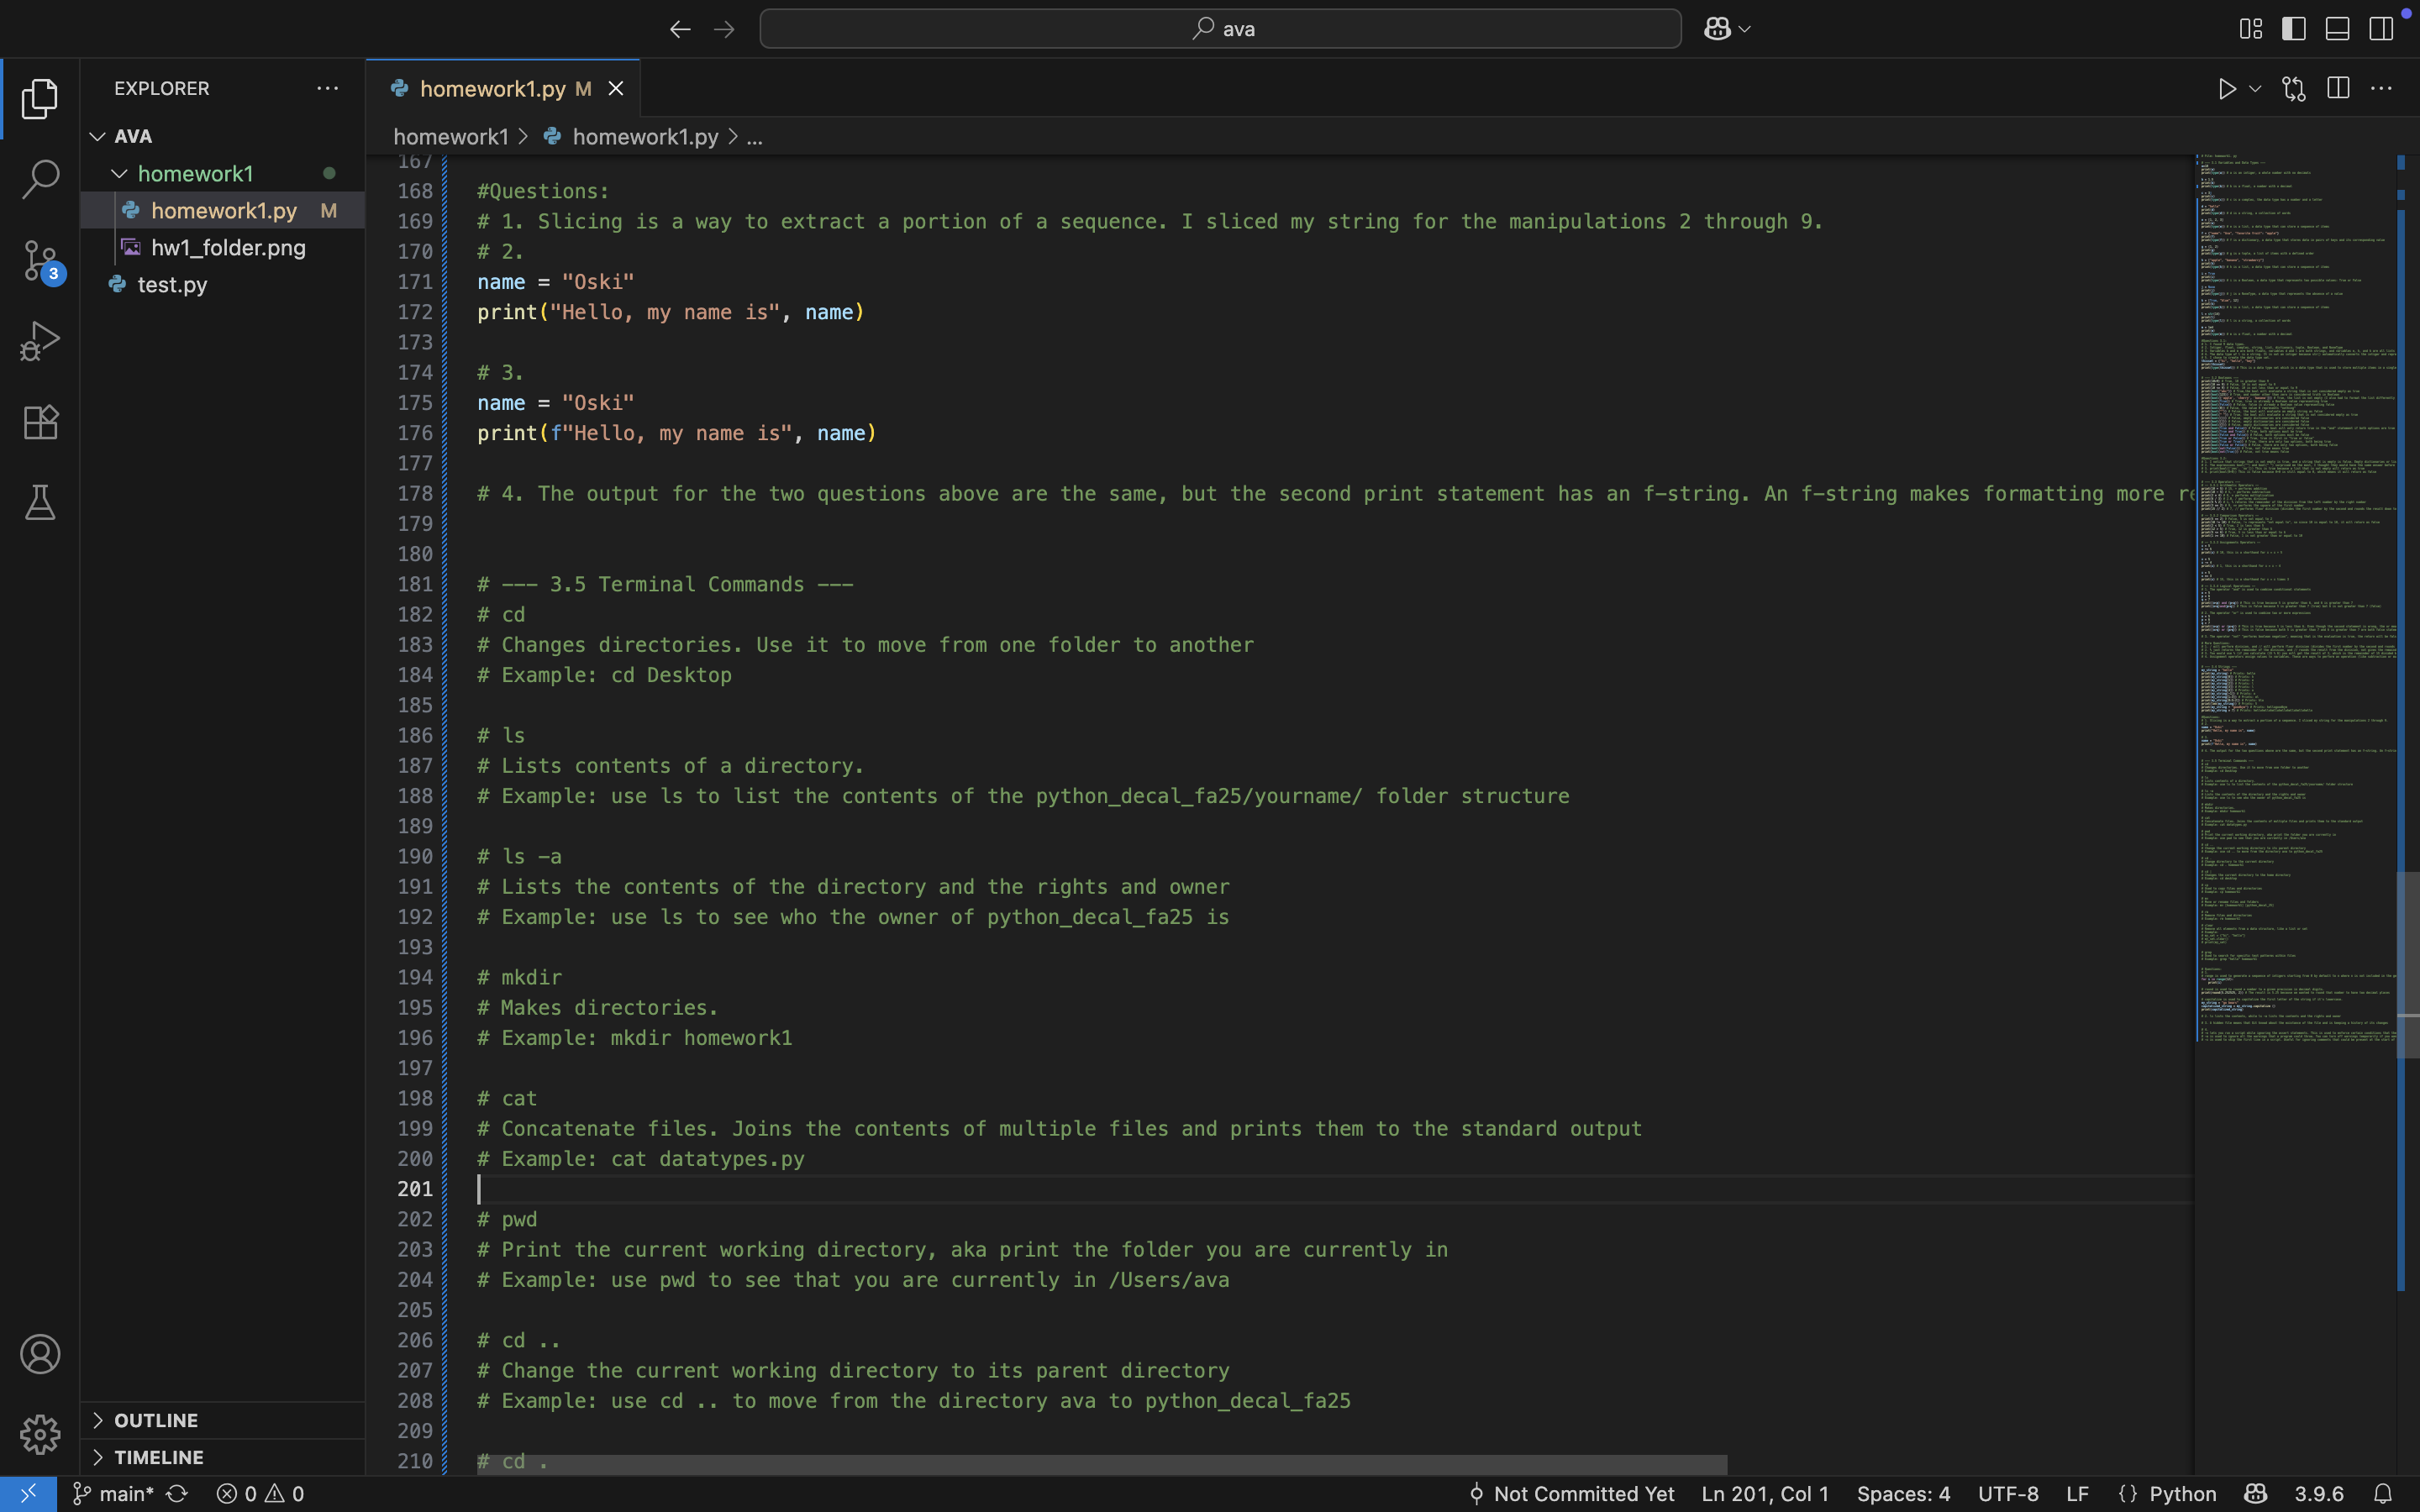 ava
EXPLORER
AVA
homework1
homework1.py M
hw1_folder.png
test.py
3
OUTLINE
TIMELINE
homework1.py M
homework1 > homework1.py > ...
167
168 #Questions:
169 # 1. Slicing is a way to extract a portion of a sequence. I sliced my string for the manipulations 2 through 9.
170 # 2.
171 name = "Oski"
172 print("Hello, my name is", name)
173
174 # 3.
175 name = "Oski"
176 print(f"Hello, my name is", name)
177
178 # 4. The output for the two questions above are the same, but the second print statement has an f-string. An f-string makes formatting more re
179
180
181 # --- 3.5 Terminal Commands ---
182 # cd
183 # Changes directories. Use it to move from one folder to another
184 # Example: cd Desktop
185
186 # ls
187 # Lists contents of a directory.
188 # Example: use ls to list the contents of the python_decal_fa25/yourname/ folder structure
189
190 # ls -a
191 # Lists the contents of the directory and the rights and owner
192 # Example: use ls to see who the owner of python_decal_fa25 is
193
194 # mkdir
195 # Makes directories.
196 # Example: mkdir homework1
197
198 # cat
199 # Concatenate files. Joins the contents of multiple files and prints them to the standard output
200 # Example: cat datatypes.py
201
202 # pwd
203 # Print the current working directory, aka print the folder you are currently in
204 # Example: use pwd to see that you are currently in /Users/ava
205
206 # cd ..
207 # Change the current working directory to its parent directory
208 # Example: use cd .. to move from the directory ava to python_decal_fa25
209
210 # cd .
main* 0 0 Not Committed Yet Ln 201, Col 1 Spaces: 4 UTF-8 LF {} Python 3.9.6